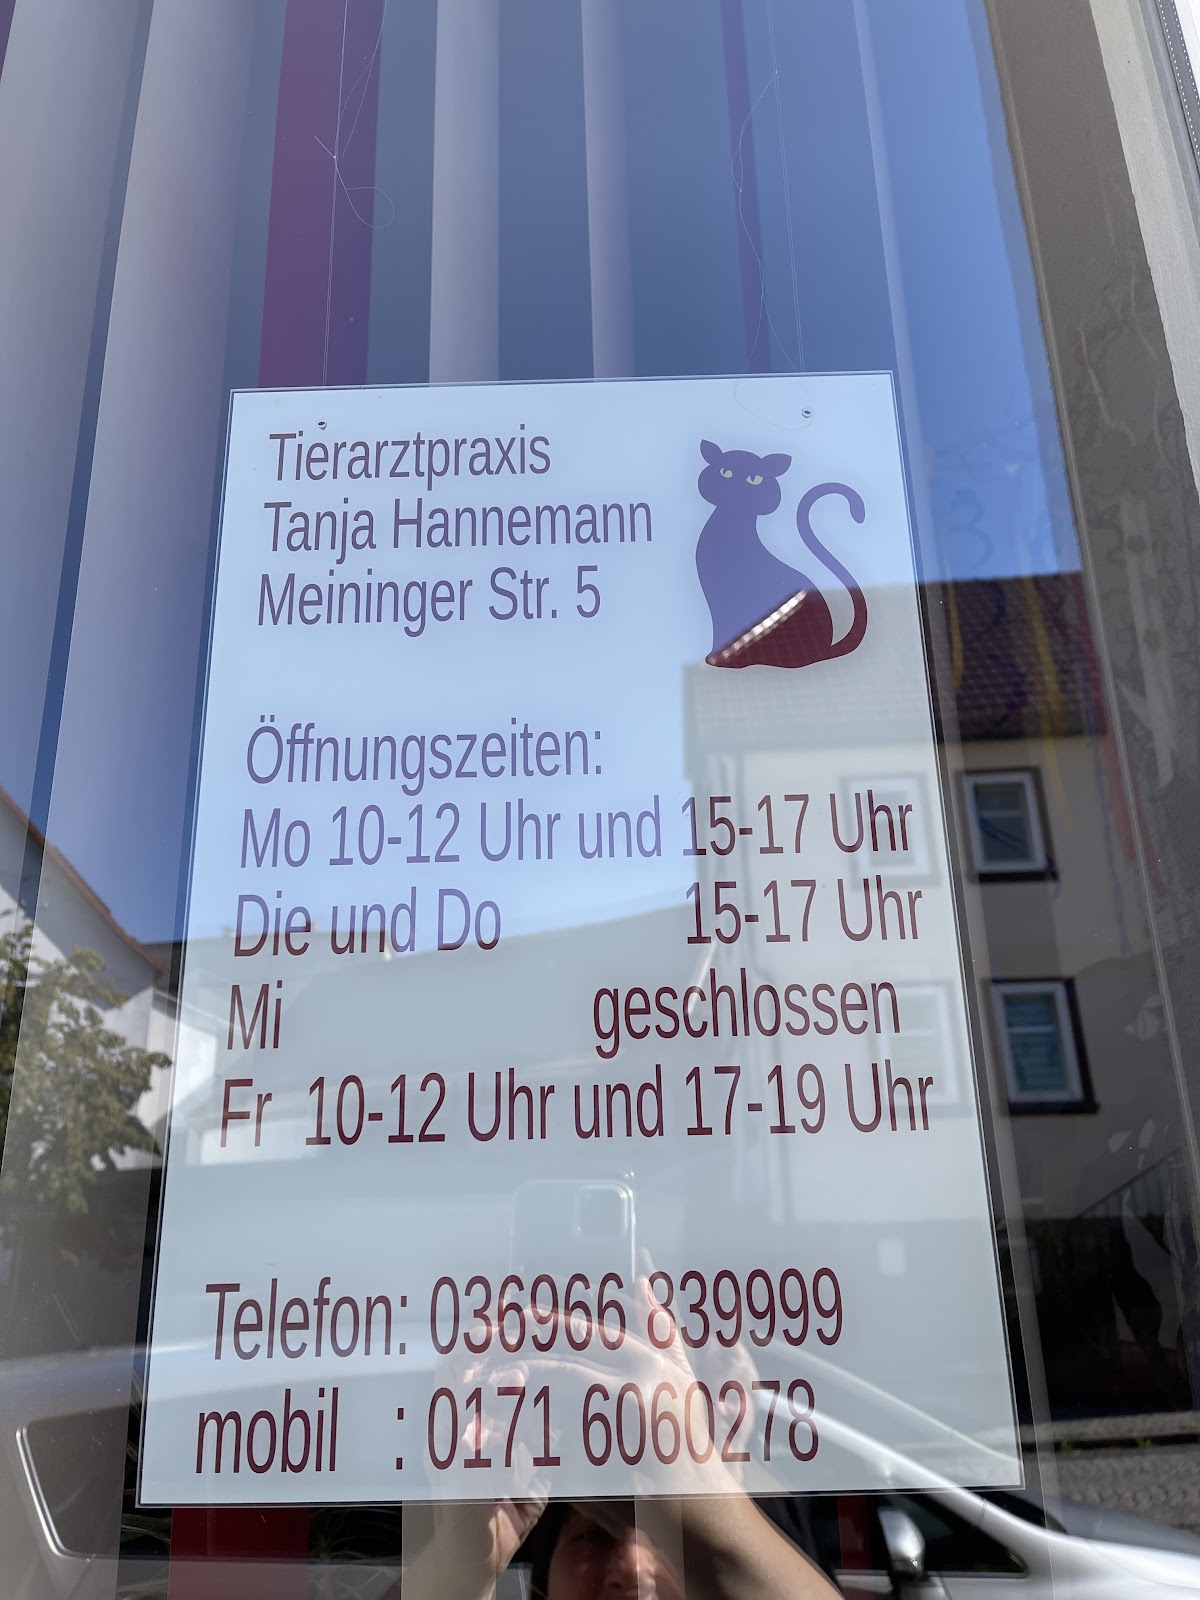 Tierarztpraxis
Tanja Hannemann
Meininger Str. 5
Öffnungszeiten:
Mo 10-12 Uhr und 15-17 Uhr
Die und Do 15-17 Uhr
Mi geschlossen
Fr 10-12 Uhr und 17-19 Uhr
Telefon: 036966 839999
mobil : 0171 6060278